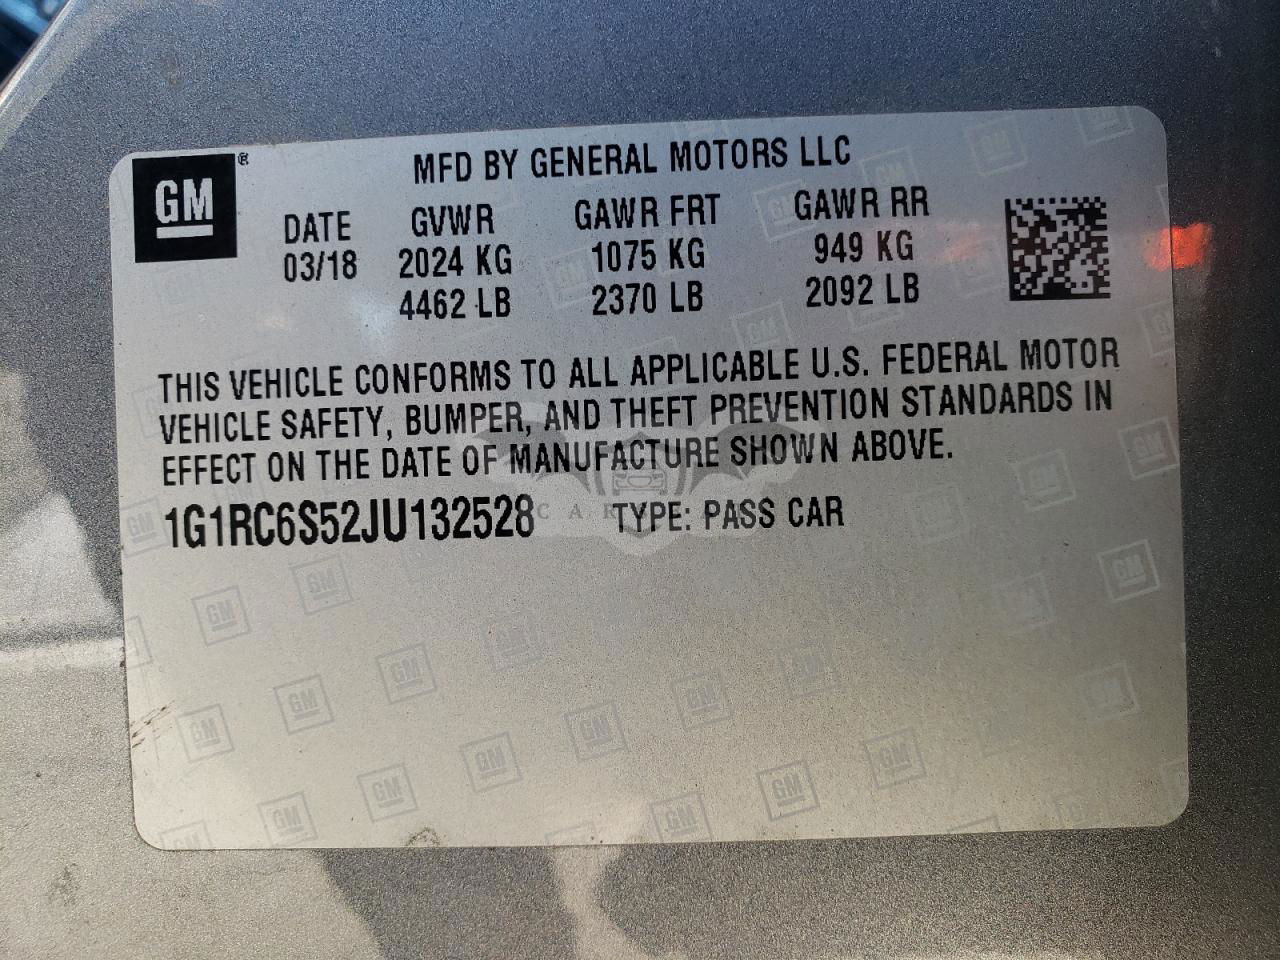 GM ®
MFD BY GENERAL MOTORS LLC
DATE GVWR GAWR FRT GAWR RR
03/18 2024 KG 1075 KG 949 KG
4462 LB 2370 LB 2092 LB
THIS VEHICLE CONFORMS TO ALL APPLICABLE U.S. FEDERAL MOTOR
VEHICLE SAFETY, BUMPER, AND THEFT PREVENTION STANDARDS IN
EFFECT ON THE DATE OF MANUFACTURE SHOWN ABOVE.
1G1RC6S52JU132528 TYPE: PASS CAR